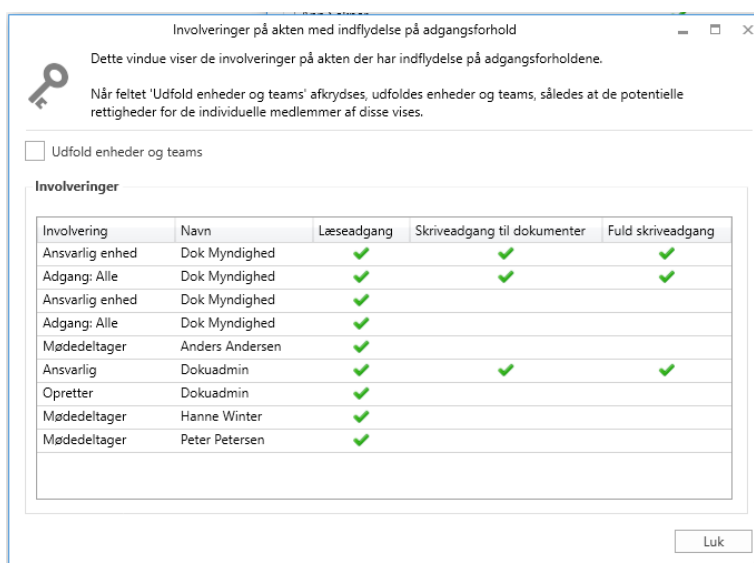 Involveringer på akten med indflydelse på adgangsforhold
Dette vindue viser de involveringer på akten der har indflydelse på adgangsforholdene.
Når feltet 'Udfold enheder og teams' afkrydses, udfoldes enheder og teams, således at de potentielle
rettigheder for de individuelle medlemmer af disse vises.
Udfold enheder og teams
Involveringer
Involvering Navn Læseadgang Skriveadgang til dokumenter Fuld skriveadgang
Ansvarlig enhed Dok Myndighed
Adgang: Alle Dok Myndighed
Ansvarlig enhed Dok Myndighed
Adgang: Alle Dok Myndighed
Mødedeltager Anders Andersen
Ansvarlig Dokuadmin
Opretter Dokuadmin
Mødedeltager Hanne Winter
Mødedeltager Peter Petersen
Luk